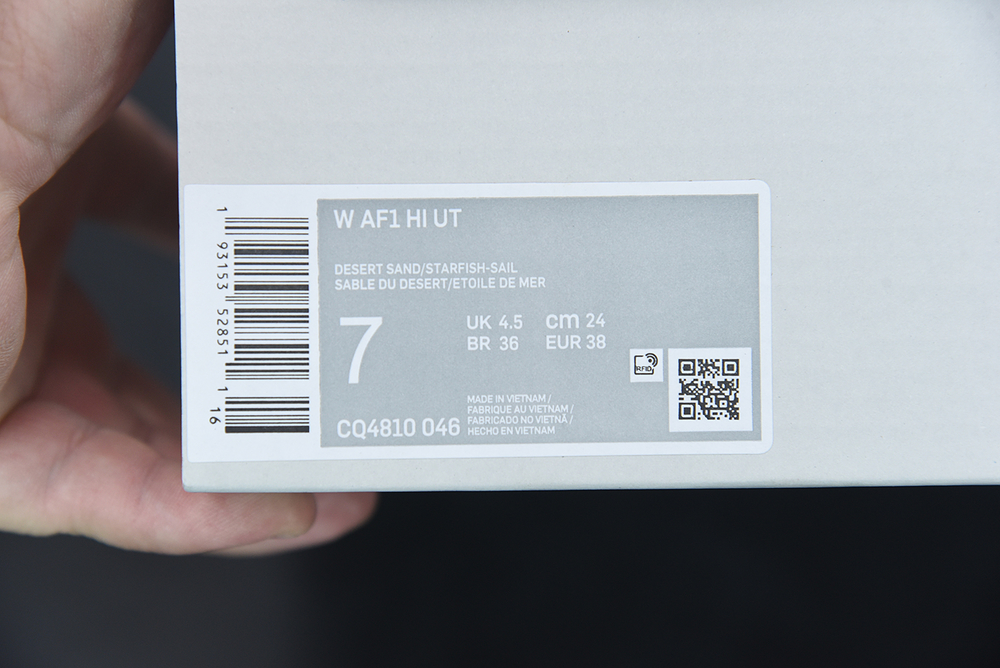 W AF1 HI UT
DESERT SAND/STARFISH-SAIL
SABLE DU DESERT/ETOILE DE MER
7
UK 4.5 cm 24
BR 36 EUR 38
RFID
MADE IN VIETNAM /
FABRIQUE AU VIETNAM /
FABRICADO NO VIETNÃ /
HECHO EN VIETNAM
CQ4810 046
1 93153 52851 1 16